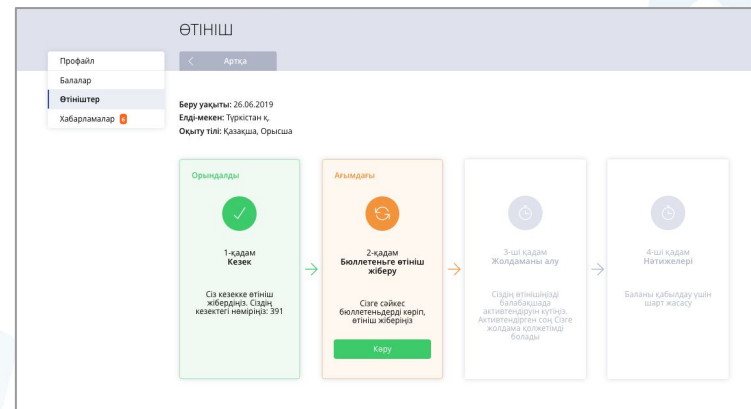 ӨТІНІШ
Профайл
Балалар
Өтініштер
Хабарламалар 6
Артқа
Беру уақыты: 26.06.2019
Елді-мекен: Түркістан қ.
Оқыту тілі: Қазақша, Орысша
Орындалды
1-қадам
Кезек
Сіз кезекке өтініш
жібердіңіз. Сіздің
кезектегі нөміріңіз: 391
Ағымдағы
2-қадам
Бюллетеньге өтініш
жіберу
Сізге сәйкес
бюллетеньдерді көріп,
өтініш жіберіңіз
Көру
3-ші қадам
Жолдаманы алу
Сіздің өтінішіңізді
балабақшада
активтендіруін күтіңіз.
Активтендірген соң Сізге
жолдама қолжетімді
болады
4-ші қадам
Нәтижелері
Баланы қабылдау үшін
шарт жасасу